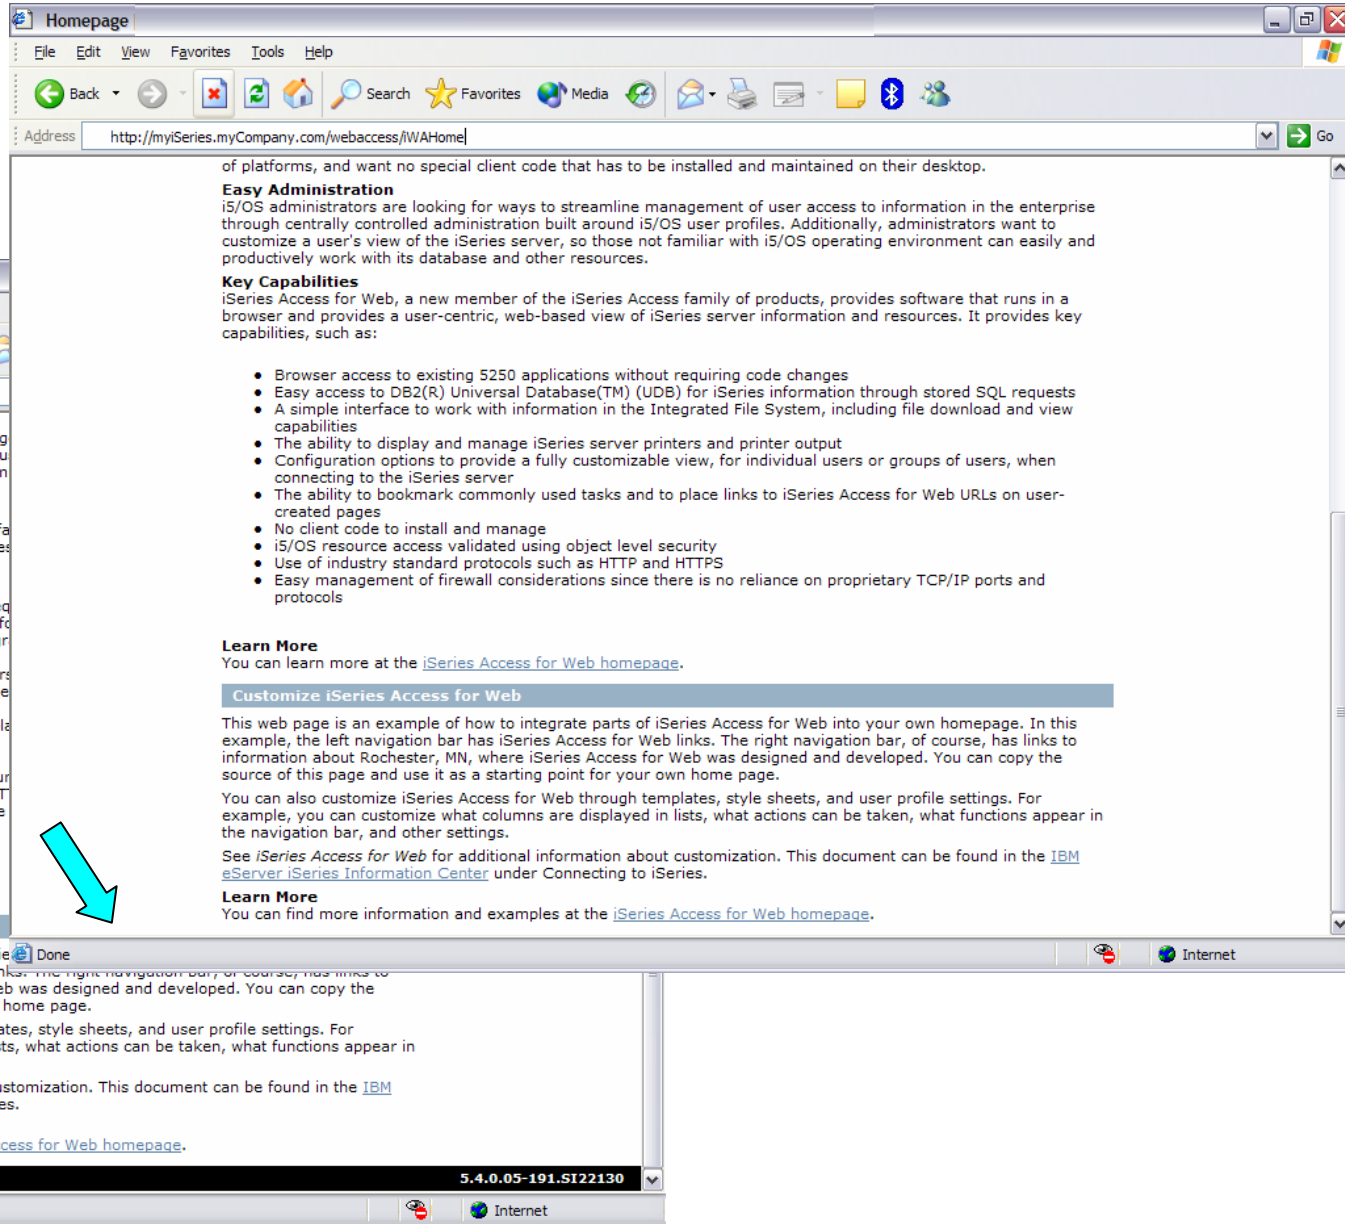 Homepage
File Edit View Favorites Tools Help
Back Search Favorites Media
Address http://myiSeries.myCompany.com/webaccess/iWAHome Go
of platforms, and want no special client code that has to be installed and maintained on their desktop.
Easy Administration
i5/OS administrators are looking for ways to streamline management of user access to information in the enterprise
through centrally controlled administration built around i5/OS user profiles. Additionally, administrators want to
customize a user's view of the iSeries server, so those not familiar with i5/OS operating environment can easily and
productively work with its database and other resources.
Key Capabilities
iSeries Access for Web, a new member of the iSeries Access family of products, provides software that runs in a
browser and provides a user-centric, web-based view of iSeries server information and resources. It provides key
capabilities, such as:
● Browser access to existing 5250 applications without requiring code changes
● Easy access to DB2(R) Universal Database(TM) (UDB) for iSeries information through stored SQL requests
● A simple interface to work with information in the Integrated File System, including file download and view
capabilities
● The ability to display and manage iSeries server printers and printer output
● Configuration options to provide a fully customizable view, for individual users or groups of users, when
connecting to the iSeries server
● The ability to bookmark commonly used tasks and to place links to iSeries Access for Web URLs on user-
created pages
● No client code to install and manage
● i5/OS resource access validated using object level security
● Use of industry standard protocols such as HTTP and HTTPS
● Easy management of firewall considerations since there is no reliance on proprietary TCP/IP ports and
protocols
Learn More
You can learn more at the iSeries Access for Web homepage.
Customize iSeries Access for Web
This web page is an example of how to integrate parts of iSeries Access for Web into your own homepage. In this
example, the left navigation bar has iSeries Access for Web links. The right navigation bar, of course, has links to
information about Rochester, MN, where iSeries Access for Web was designed and developed. You can copy the
source of this page and use it as a starting point for your own home page.
You can also customize iSeries Access for Web through templates, style sheets, and user profile settings. For
example, you can customize what columns are displayed in lists, what actions can be taken, what functions appear in
the navigation bar, and other settings.
See iSeries Access for Web for additional information about customization. This document can be found in the IBM
eServer iSeries Information Center under Connecting to iSeries.
Learn More
You can find more information and examples at the iSeries Access for Web homepage.
Done Internet
nks. The right navigation bar, of course, has links to
eb was designed and developed. You can copy the
home page.
ates, style sheets, and user profile settings. For
sts, what actions can be taken, what functions appear in
ustomization. This document can be found in the IBM
es.
cess for Web homepage.
5.4.0.05-191.SI22130
Internet